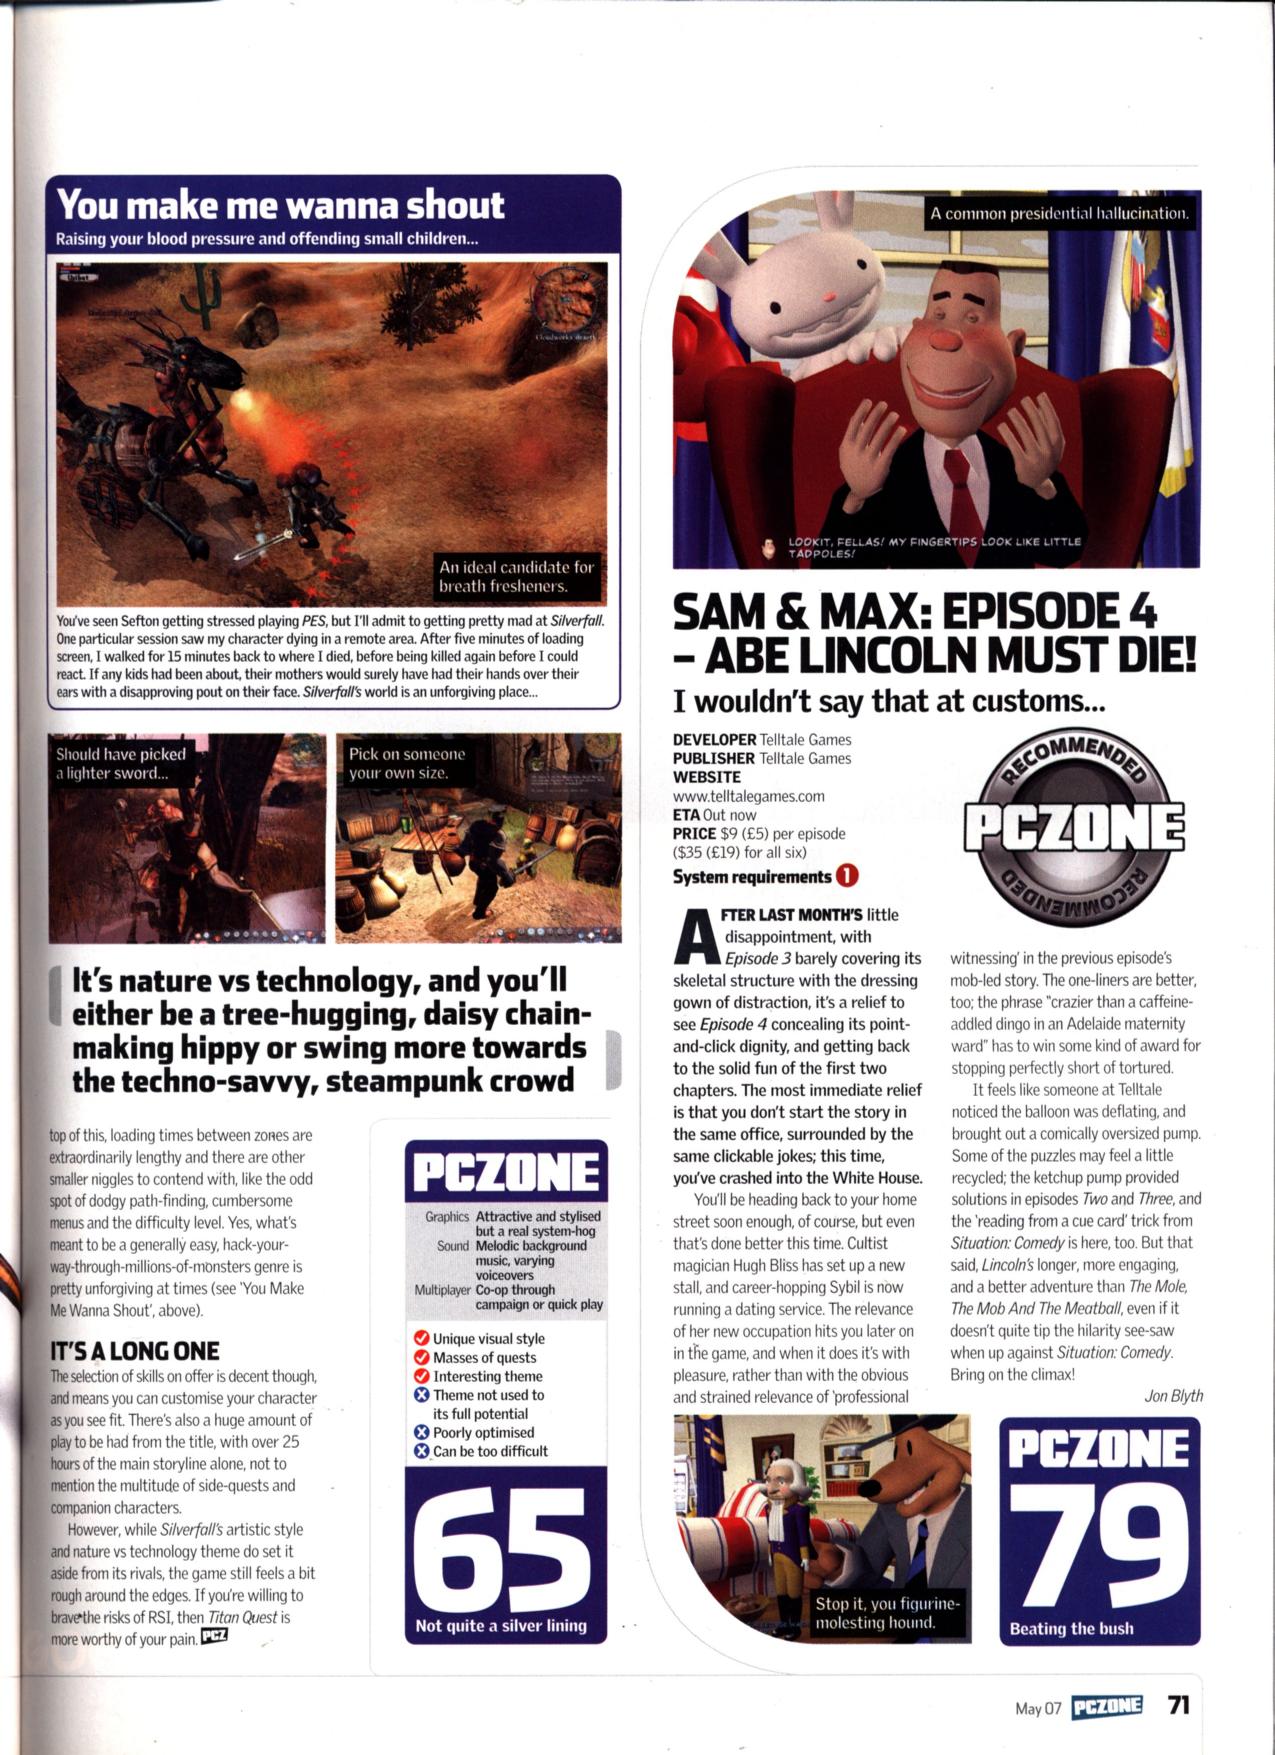 You make me wanna shout
Raising your blood pressure and offending small children...
An ideal candidate for
breath fresheners.
You've seen Sefton getting stressed playing PES, but I'll admit to getting pretty mad at Silverfall.
One particular session saw my character dying in a remote area. After five minutes of loading
screen, I walked for 15 minutes back to where I died, before being killed again before I could
react. If any kids had been about, their mothers would surely have had their hands over their
ears with a disapproving pout on their face. Silverfall's world is an unforgiving place...
Should have picked
a lighter sword...
Pick on someone
your own size.
It's nature vs technology, and you'll
either be a tree-hugging, daisy chain-
making hippy or swing more towards
the techno-savvy, steampunk crowd
top of this, loading times between zones are
extraordinarily lengthy and there are other
smaller niggles to contend with, like the odd
spot of dodgy path-finding, cumbersome
menus and the difficulty level. Yes, what's
meant to be a generally easy, hack-your-
way-through-millions-of-monsters genre is
pretty unforgiving at times (see 'You Make
Me Wanna Shout', above).
IT'S A LONG ONE
The selection of skills on offer is decent though,
and means you can customise your character
as you see fit. There's also a huge amount of
play to be had from the title, with over 25
hours of the main storyline alone, not to
mention the multitude of side-quests and
companion characters.
However, while Silverfall's artistic style
and nature vs technology theme do set it
aside from its rivals, the game still feels a bit
rough around the edges. If you're willing to
brave the risks of RSI, then Titan Quest is
more worthy of your pain. PCZ
PCZONE
Graphics Attractive and stylised
but a real system-hog
Sound Melodic background
music, varying
voiceovers
Multiplayer Co-op through
campaign or quick play
Unique visual style
Masses of quests
Interesting theme
Theme not used to
its full potential
Poorly optimised
Can be too difficult
65
Not quite a silver lining
A common presidential hallucination.
LOOKIT, FELLAS! MY FINGERTIPS LOOK LIKE LITTLE
TADPOLES!
SAM & MAX: EPISODE 4
– ABE LINCOLN MUST DIE!
I wouldn't say that at customs...
DEVELOPER Telltale Games
PUBLISHER Telltale Games
WEBSITE
www.telltalegames.com
ETA Out now
PRICE $9 (£5) per episode
($35 (£19) for all six)
System requirements 1
RECOMMENDED
PCZONE
RECOMMENDED
AFTER LAST MONTH'S little
disappointment, with
Episode 3 barely covering its
skeletal structure with the dressing
gown of distraction, it's a relief to
see Episode 4 concealing its point-
and-click dignity, and getting back
to the solid fun of the first two
chapters. The most immediate relief
is that you don't start the story in
the same office, surrounded by the
same clickable jokes; this time,
you've crashed into the White House.
You'll be heading back to your home
street soon enough, of course, but even
that's done better this time. Cultist
magician Hugh Bliss has set up a new
stall, and career-hopping Sybil is now
running a dating service. The relevance
of her new occupation hits you later on
in the game, and when it does it's with
pleasure, rather than with the obvious
and strained relevance of 'professional
witnessing' in the previous episode's
mob-led story. The one-liners are better,
too; the phrase "crazier than a caffeine-
addled dingo in an Adelaide maternity
ward" has to win some kind of award for
stopping perfectly short of tortured.
It feels like someone at Telltale
noticed the balloon was deflating, and
brought out a comically oversized pump.
Some of the puzzles may feel a little
recycled; the ketchup pump provided
solutions in episodes Two and Three, and
the 'reading from a cue card' trick from
Situation: Comedy is here, too. But that
said, Lincoln's longer, more engaging,
and a better adventure than The Mole,
The Mob And The Meatball, even if it
doesn't quite tip the hilarity see-saw
when up against Situation: Comedy.
Bring on the climax!
Jon Blyth
Stop it, you figurine-
molesting hound.
PCZONE
79
Beating the bush
May 07 PCZONE 71